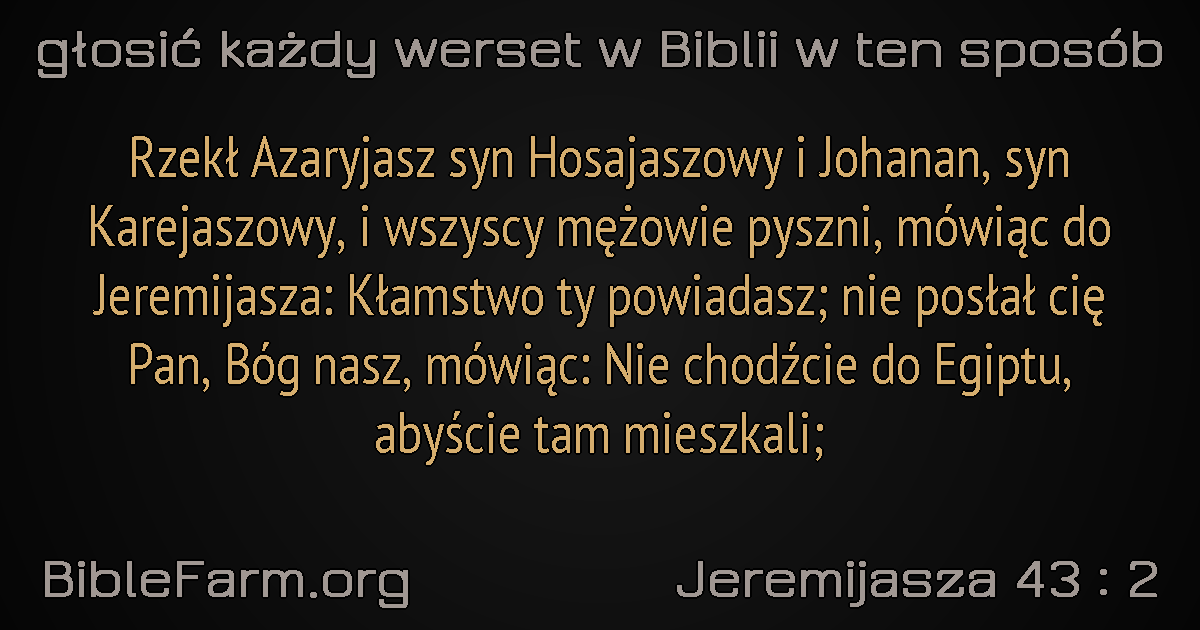 głosić każdy werset w Biblii w ten sposób
Rzekł Azaryjasz syn Hosajaszowy i Johanan, syn
Karejaszowy, i wszyscy mężowie pyszni, mówiąc do
Jeremijasza: Kłamstwo ty powiadasz; nie posłał cię
Pan, Bóg nasz, mówiąc: Nie chodźcie do Egiptu,
abyście tam mieszkali;
BibleFarm.org
Jeremijasza 43 : 2